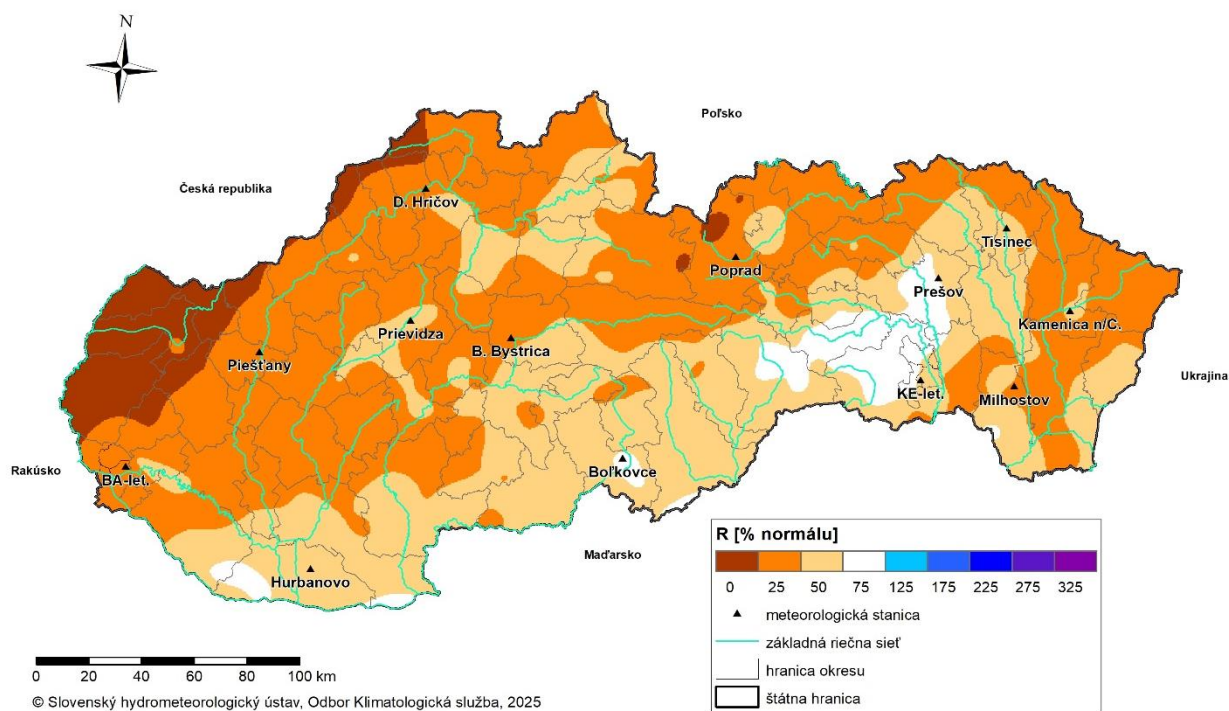 N
Poľsko
Česká republika
D. Hričov
Tisinec
Poprad
Prešov
Kamenica n/C.
Prievidza
B. Bystrica
Piešťany
Ukrajina
KE-let.
Milhostov
Rakúsko
BA-let.
Boľkovce
Maďarsko
Hurbanovo
R [% normálu]
0 25 50 75 125 175 225 275 325
meteorologická stanica
základná riečna sieť
hranica okresu
štátna hranica
0 20 40 60 80 100 km
© Slovenský hydrometeorologický ústav, Odbor Klimatologická služba, 2025